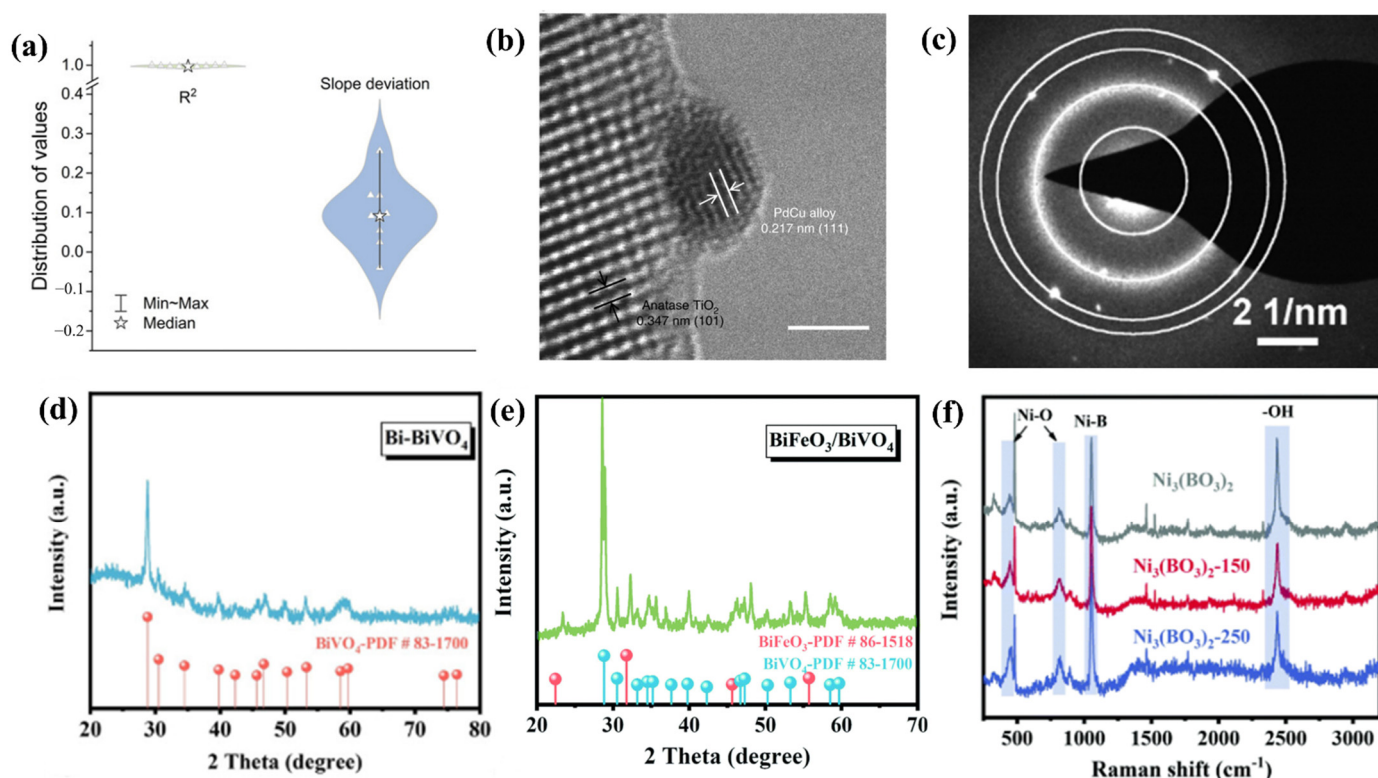 (a)
1.0
0.4
0.3
0.2
0.1
0.0
−0.1
−0.2
Distribution of values
R²
Slope deviation
Min~Max
Median
(b)
PdCu alloy
0.217 nm (111)
Anatase TiO₂
0.347 nm (101)
(c)
2 1/nm
(d)
Bi-BiVO₄
Intensity (a.u.)
BiVO₄-PDF # 83-1700
20 30 40 50 60 70 80
2 Theta (degree)
(e)
BiFeO₃/BiVO₄
Intensity (a.u.)
BiFeO₃-PDF # 86-1518
BiVO₄-PDF # 83-1700
20 30 40 50 60 70
2 Theta (degree)
(f)
Ni-O
Ni-B
-OH
Intensity (a.u.)
Ni₃(BO₃)₂
Ni₃(BO₃)₂-150
Ni₃(BO₃)₂-250
500 1000 1500 2000 2500 3000
Raman shift (cm⁻¹)